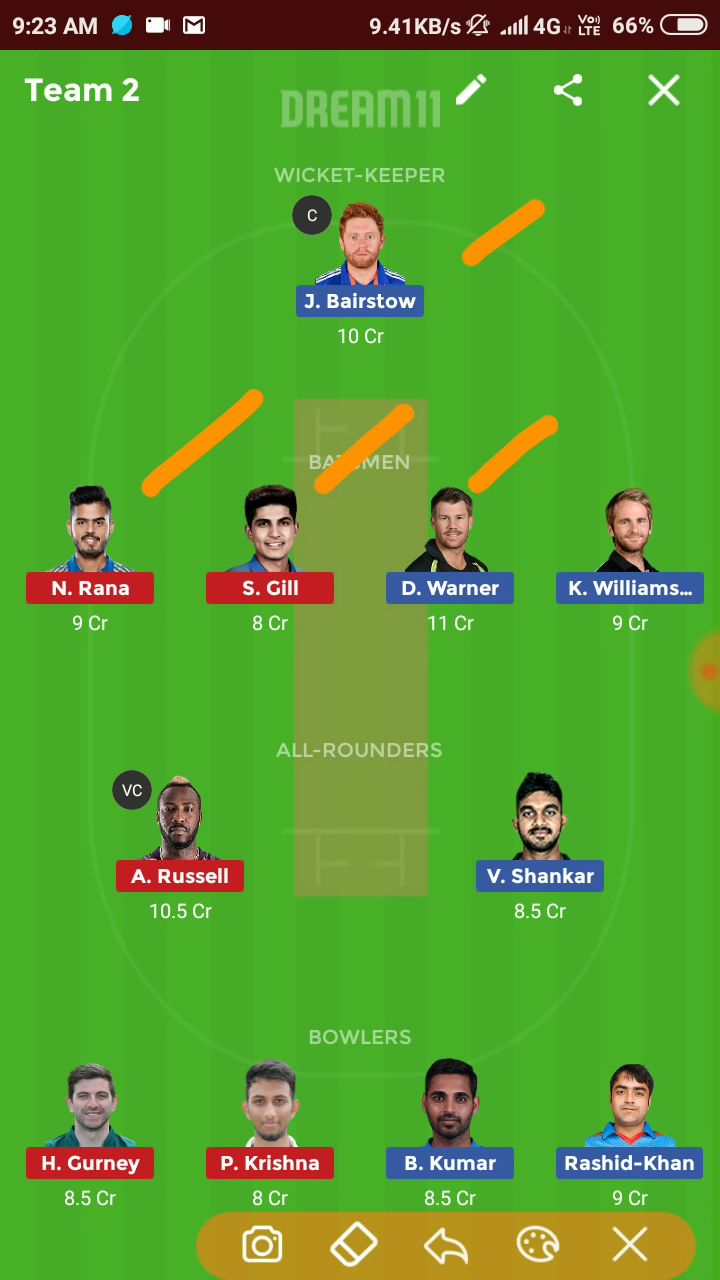 9:23 AM 9.41KB/s 4G Vo) LTE 66%
Team 2 DREAM11
WICKET-KEEPER
C
J. Bairstow
10 Cr
BATSMEN
N. Rana S. Gill D. Warner K. Williams...
9 Cr 8 Cr 11 Cr 9 Cr
ALL-ROUNDERS
VC
A. Russell V. Shankar
10.5 Cr 8.5 Cr
BOWLERS
H. Gurney P. Krishna B. Kumar Rashid-Khan
8.5 Cr 8 Cr 8.5 Cr 9 Cr